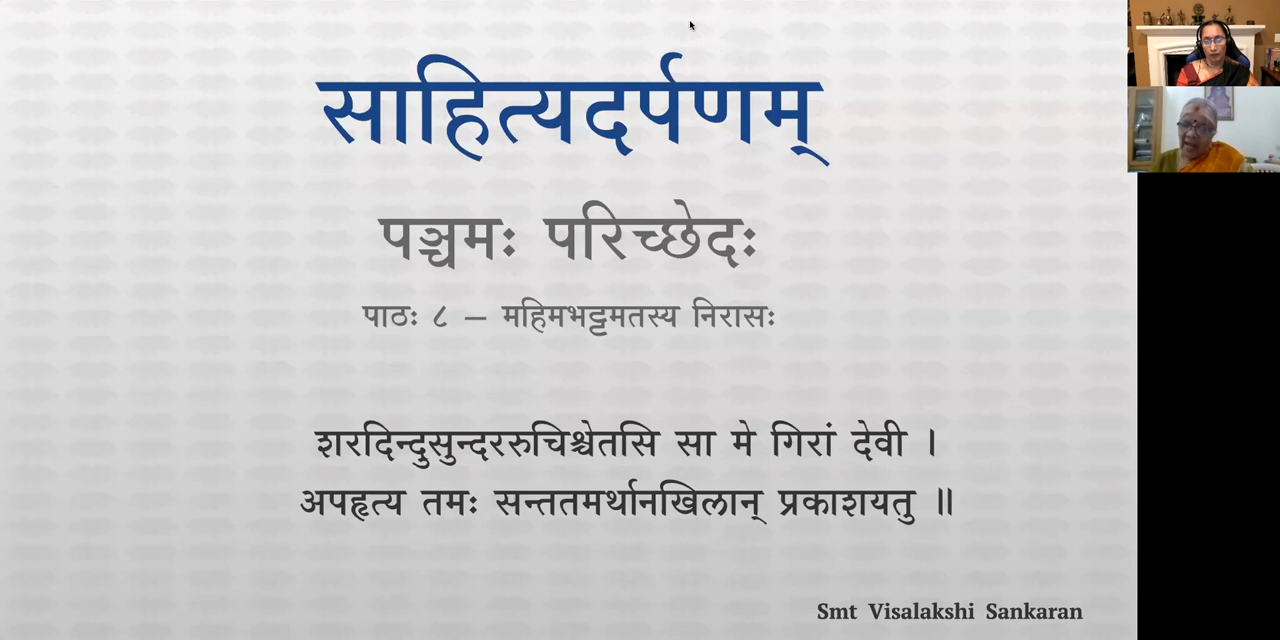 साहित्यदर्पणम्
पञ्चमः परिच्छेदः
पाठः ८ – महिमभट्टमतस्य निरासः
शरदिन्दुसुन्दररुचिश्चेतसि सा मे गिरां देवी ।
अपहृत्य तमः सन्ततमर्थानखिलान् प्रकाशयतु ॥
Smt Visalakshi Sankaran